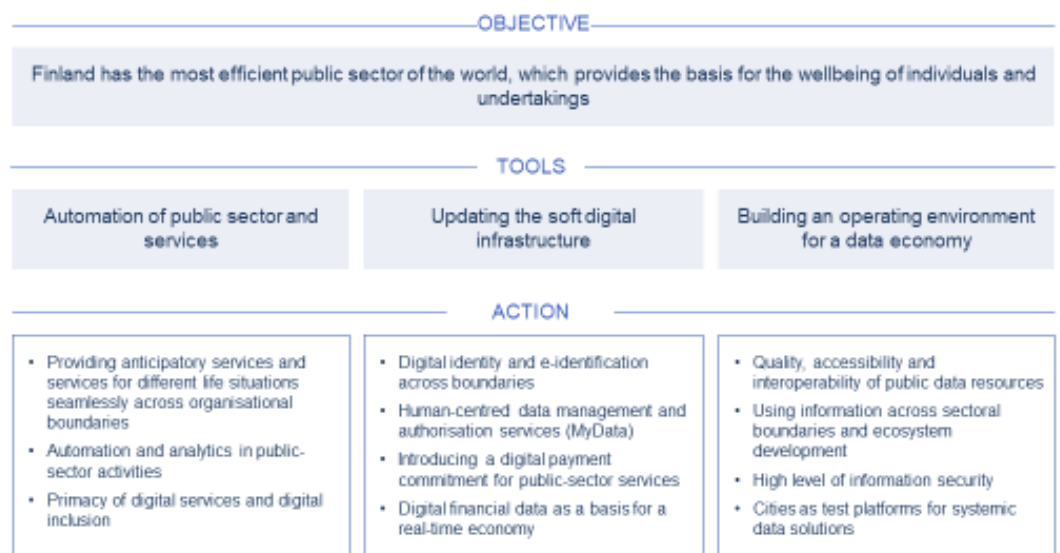 OBJECTIVE
Finland has the most efficient public sector of the world, which provides the basis for the wellbeing of individuals and
undertakings
TOOLS
Automation of public sector and
services
Updating the soft digital
infrastructure
Building an operating environment
for a data economy
ACTION
• Providing anticipatory services and
services for different life situations
seamlessly across organisational
boundaries
• Automation and analytics in public-
sector activities
• Primacy of digital services and digital
inclusion
• Digital identity and e-identification
across boundaries
• Human-centred data management and
authorisation services (MyData)
• Introducing a digital payment
commitment for public-sector services
• Digital financial data as a basis for a
real-time economy
• Quality, accessibility and
interoperability of public data resources
• Using information across sectoral
boundaries and ecosystem
development
• High level of information security
• Cities as test platforms for systemic
data solutions